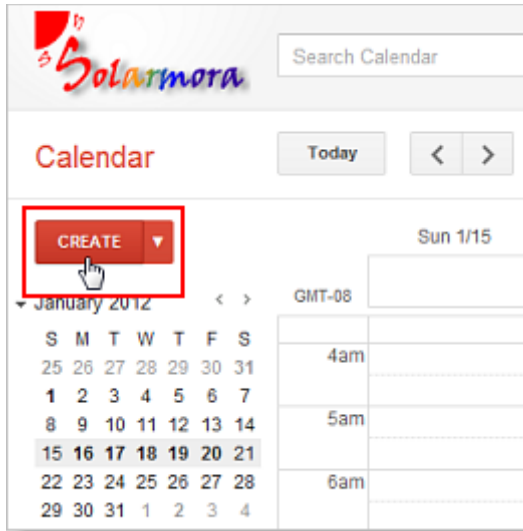 Solarmora
Search Calendar
Calendar
Today < >
CREATE
Sun 1/15
January 2012 < >
GMT-08
S M T W T F S
25 26 27 28 29 30 31
1 2 3 4 5 6 7
8 9 10 11 12 13 14
15 16 17 18 19 20 21
22 23 24 25 26 27 28
29 30 31 1 2 3 4
4am
5am
6am